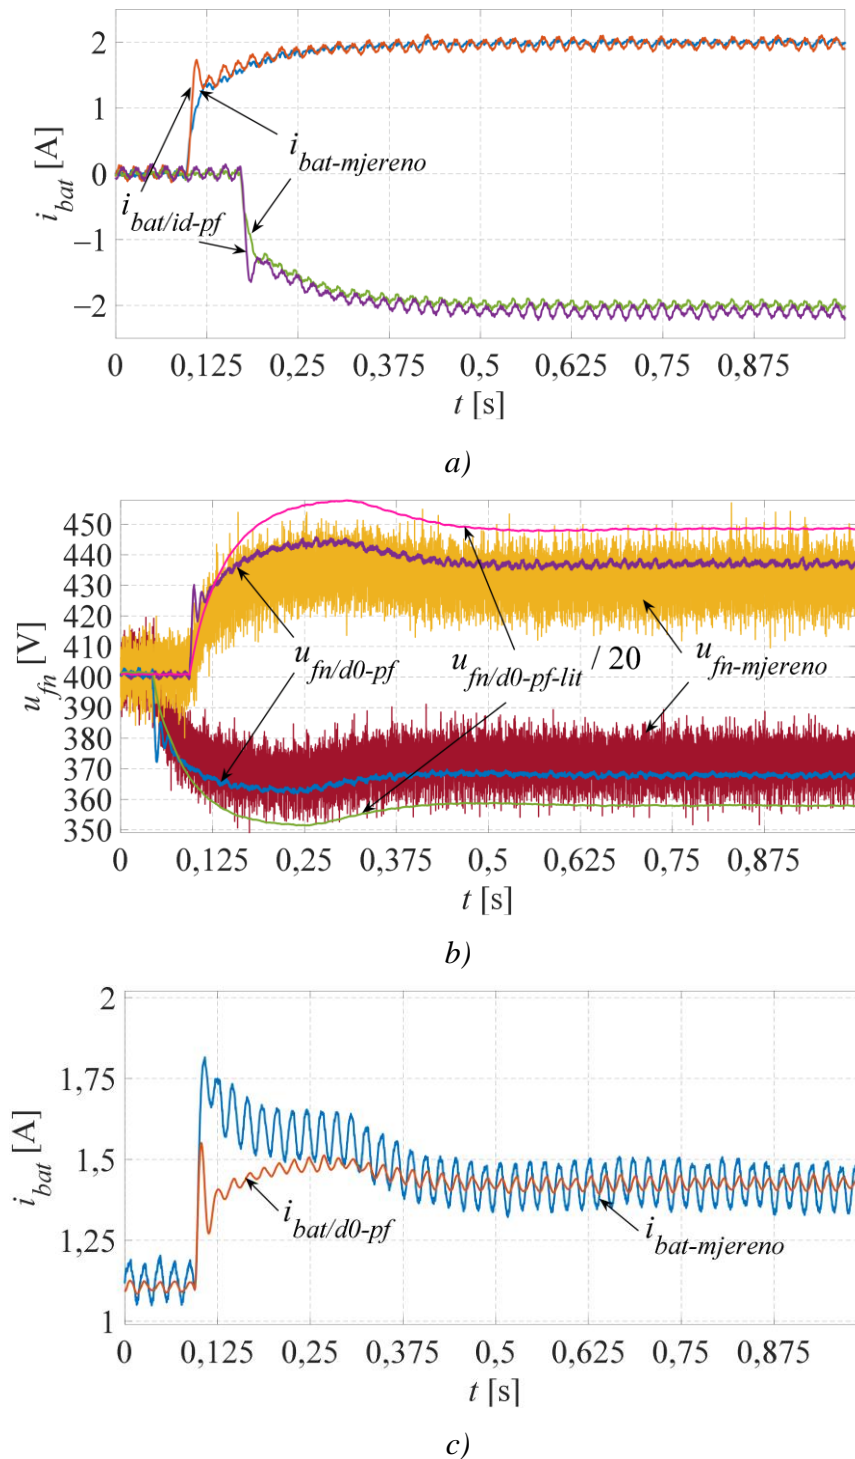 2
1
0
−1
−2
i_bat [A]
i_bat-mjereno
i_bat/id-pf
0 0,125 0,25 0,375 0,5 0,625 0,75 0,875
t [s]
a)
450
440
430
420
410
400
390
380
370
360
350
u_fn [V]
u_fn/d0-pf
u_fn/d0-pf-lit / 20
u_fn-mjereno
0 0,125 0,25 0,375 0,5 0,625 0,75 0,875
t [s]
b)
2
1,75
1,5
1,25
1
i_bat [A]
i_bat/d0-pf
i_bat-mjereno
0 0,125 0,25 0,375 0,5 0,625 0,75 0,875
t [s]
c)